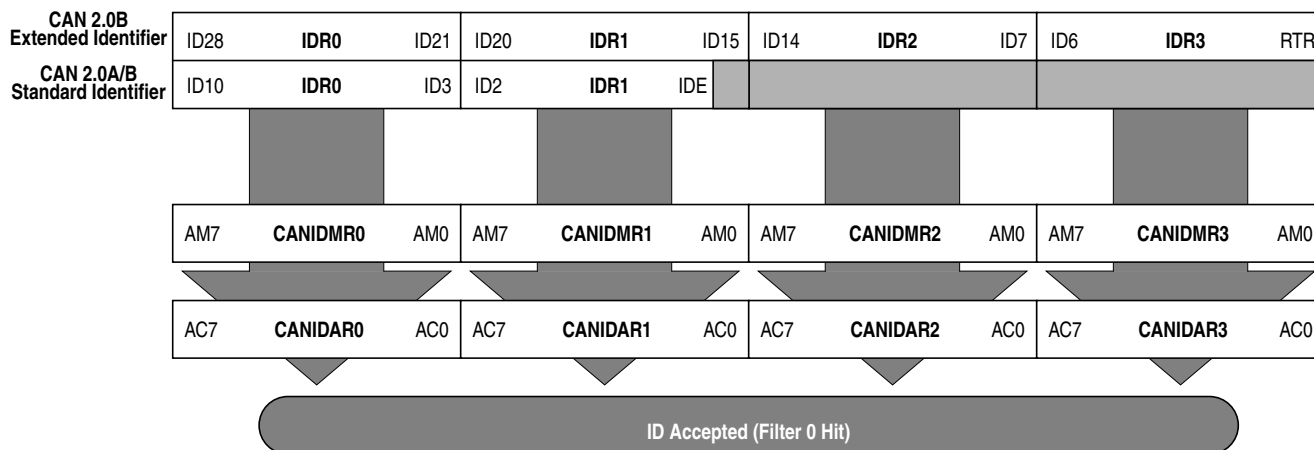 CAN 2.0B
Extended Identifier
ID28 IDR0 ID21 ID20 IDR1 ID15 ID14 IDR2 ID7 ID6 IDR3 RTR
CAN 2.0A/B
Standard Identifier
ID10 IDR0 ID3 ID2 IDR1 IDE
AM7 CANIDMR0 AM0 AM7 CANIDMR1 AM0 AM7 CANIDMR2 AM0 AM7 CANIDMR3 AM0
AC7 CANIDAR0 AC0 AC7 CANIDAR1 AC0 AC7 CANIDAR2 AC0 AC7 CANIDAR3 AC0
ID Accepted (Filter 0 Hit)